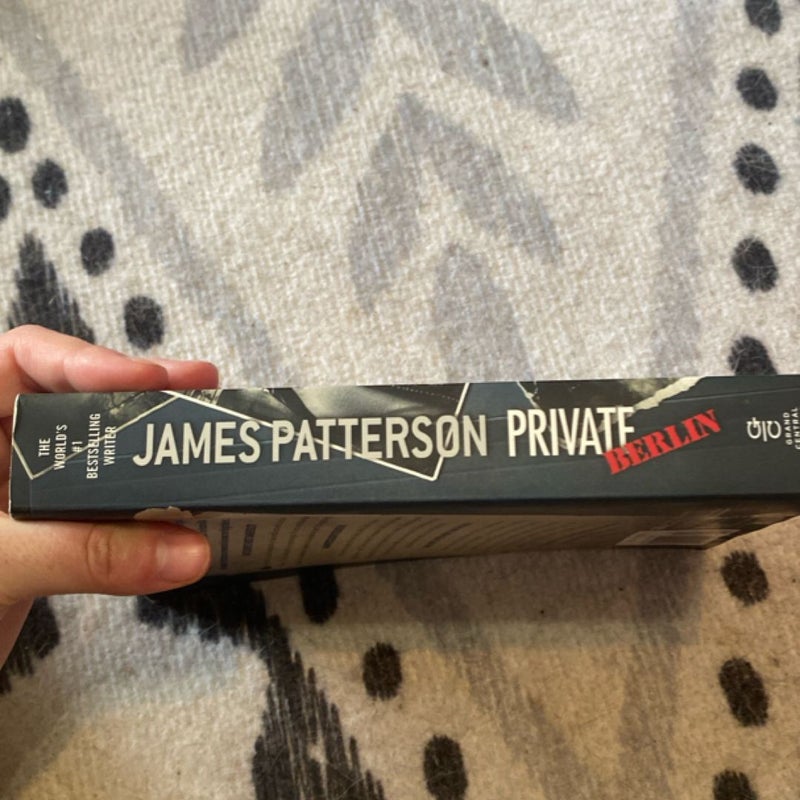 THE
WORLD'S
#1
BESTSELLING
WRITER
JAMES PATTERSON
PRIVATE
BERLIN
GRAND
CENTRAL